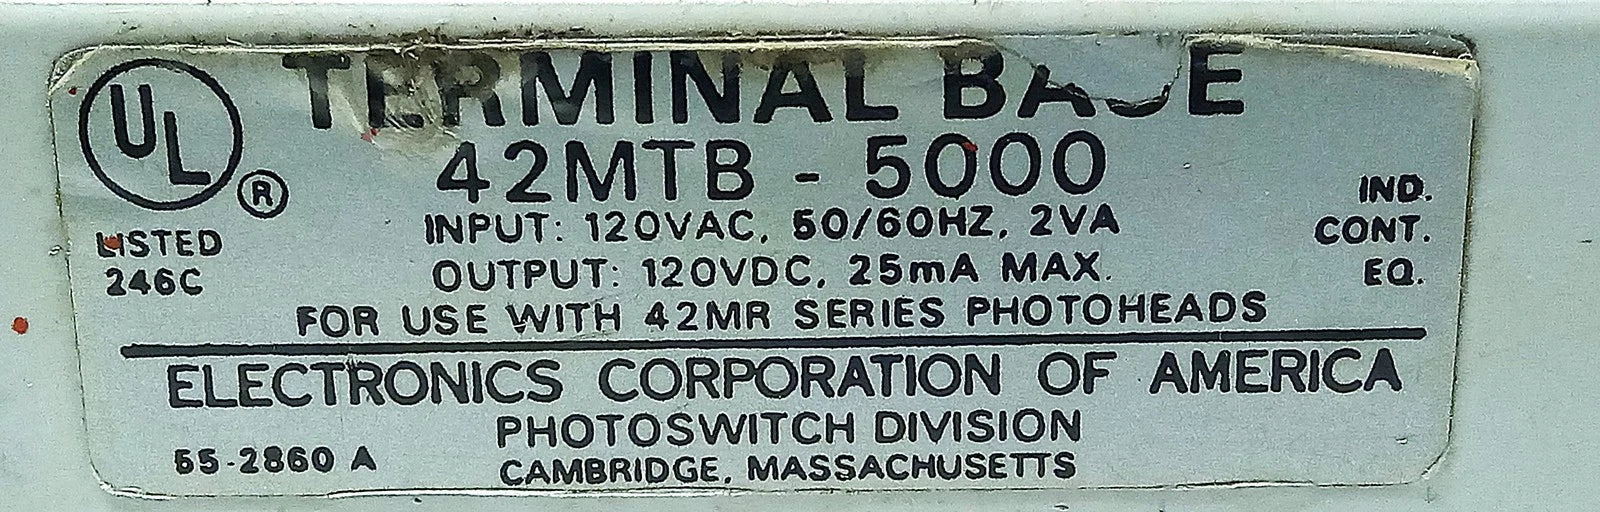 UL
®
LISTED
246C
TERMINAL BASE
42MTB - 5000
INPUT: 120VAC, 50/60HZ, 2VA
OUTPUT: 120VDC, 25mA MAX.
FOR USE WITH 42MR SERIES PHOTOHEADS
IND.
CONT.
EQ.
ELECTRONICS CORPORATION OF AMERICA
PHOTOSWITCH DIVISION
CAMBRIDGE, MASSACHUSETTS
55-2860 A